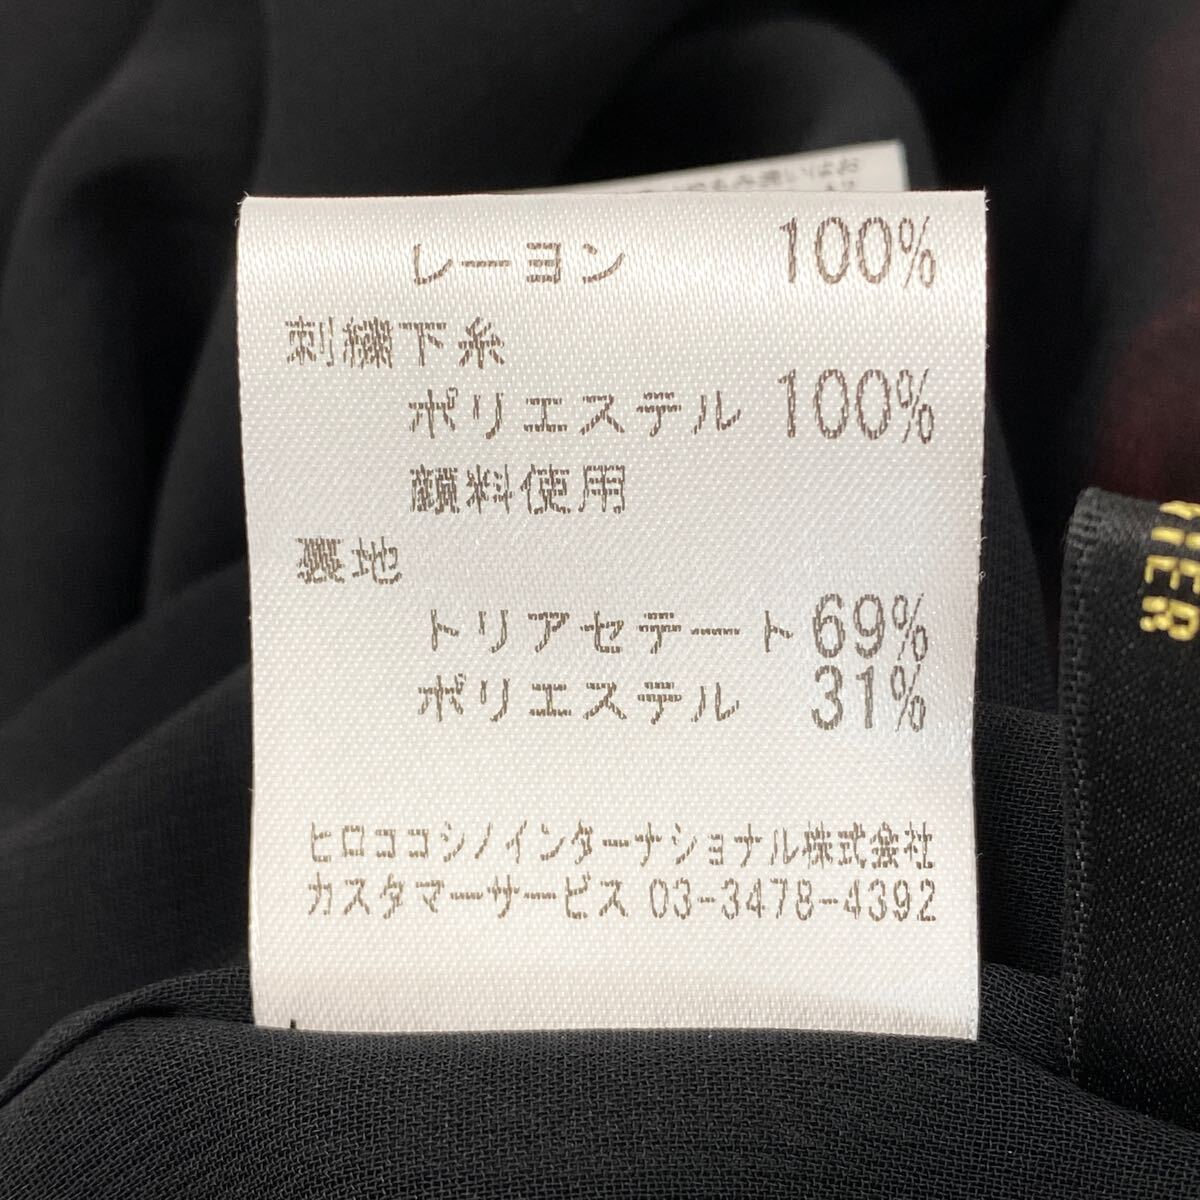 レーヨン 100%
刺繍下糸
ポリエステル 100%
顔料使用
裏地
トリアセテート 69%
ポリエステル 31%
ヒロココシノインターナショナル株式会社
カスタマーサービス 03-3478-4392